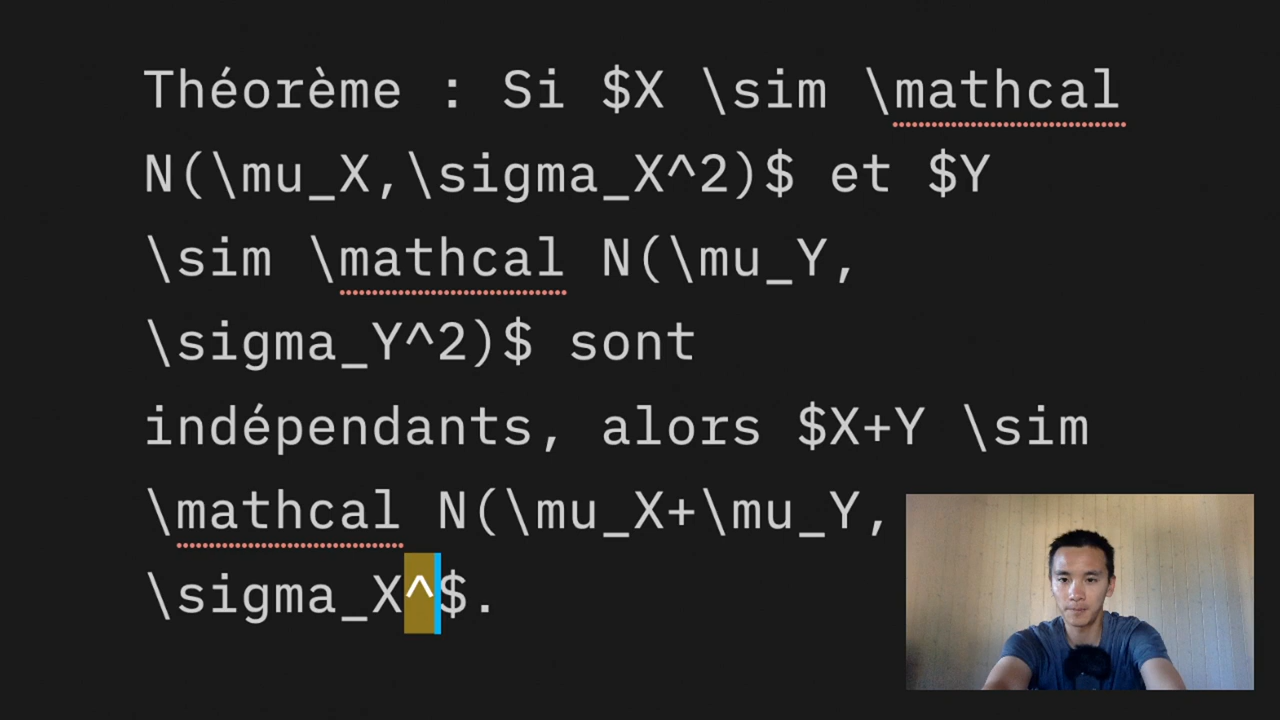 Théorème : Si $X \sim \mathcal
N(\mu_X,\sigma_X^2)$ et $Y
\sim \mathcal N(\mu_Y,
\sigma_Y^2)$ sont
indépendants, alors $X+Y \sim
\mathcal N(\mu_X+\mu_Y,
\sigma_X^$.